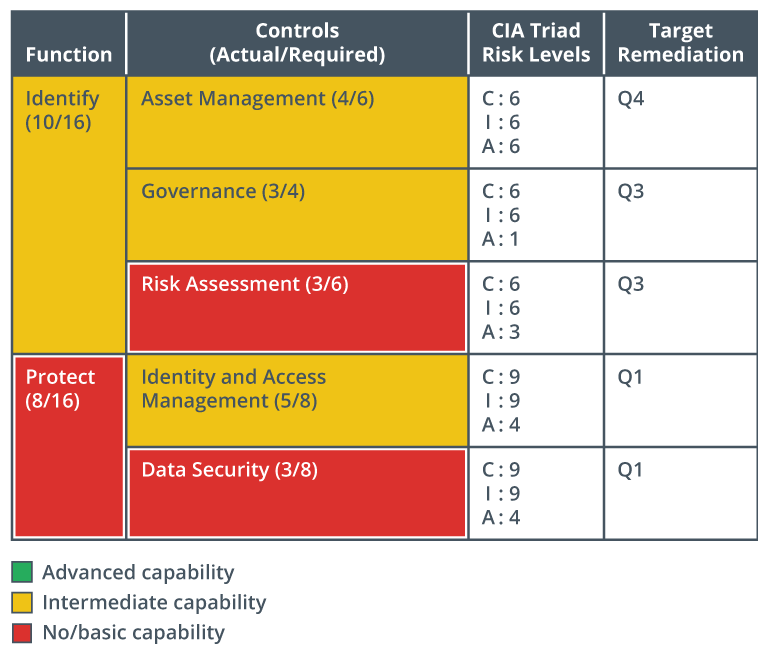 Function
Controls
(Actual/Required)
CIA Triad
Risk Levels
Target
Remediation
Identify
(10/16)
Asset Management (4/6)
C : 6
I : 6
A : 6
Q4
Governance (3/4)
C : 6
I : 6
A : 1
Q3
Risk Assessment (3/6)
C : 6
I : 6
A : 3
Q3
Protect
(8/16)
Identity and Access
Management (5/8)
C : 9
I : 9
A : 4
Q1
Data Security (3/8)
C : 9
I : 9
A : 4
Q1
Advanced capability
Intermediate capability
No/basic capability